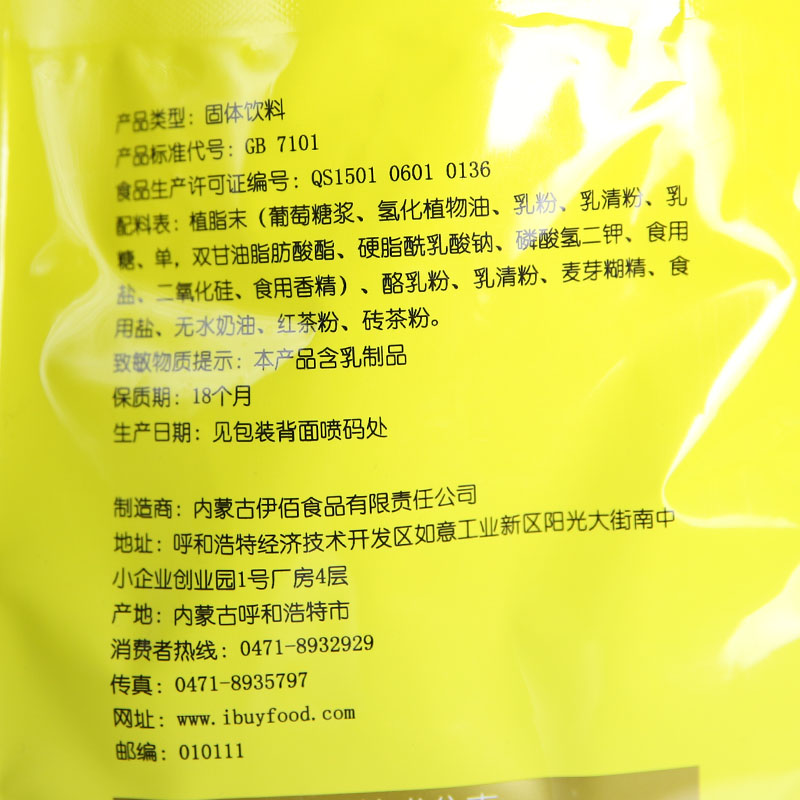 产品类型：固体饮料
产品标准代号：GB 7101
食品生产许可证编号：QS1501 0601 0136
配料表：植脂末（葡萄糖浆、氢化植物油、乳粉、乳清粉、乳
糖、单，双甘油脂肪酸酯、硬脂酰乳酸钠、磷酸氢二钾、食用
盐、二氧化硅、食用香精）、酪乳粉、乳清粉、麦芽糊精、食
用盐、无水奶油、红茶粉、砖茶粉。
致敏物质提示：本产品含乳制品
保质期：18个月
生产日期：见包装背面喷码处
制造商：内蒙古伊佰食品有限责任公司
地址：呼和浩特经济技术开发区如意工业新区阳光大街南中
小企业创业园1号厂房4层
产地：内蒙古呼和浩特市
消费者热线：0471-8932929
传真：0471-8935797
网址：www.ibuyfood.com
邮编：010111